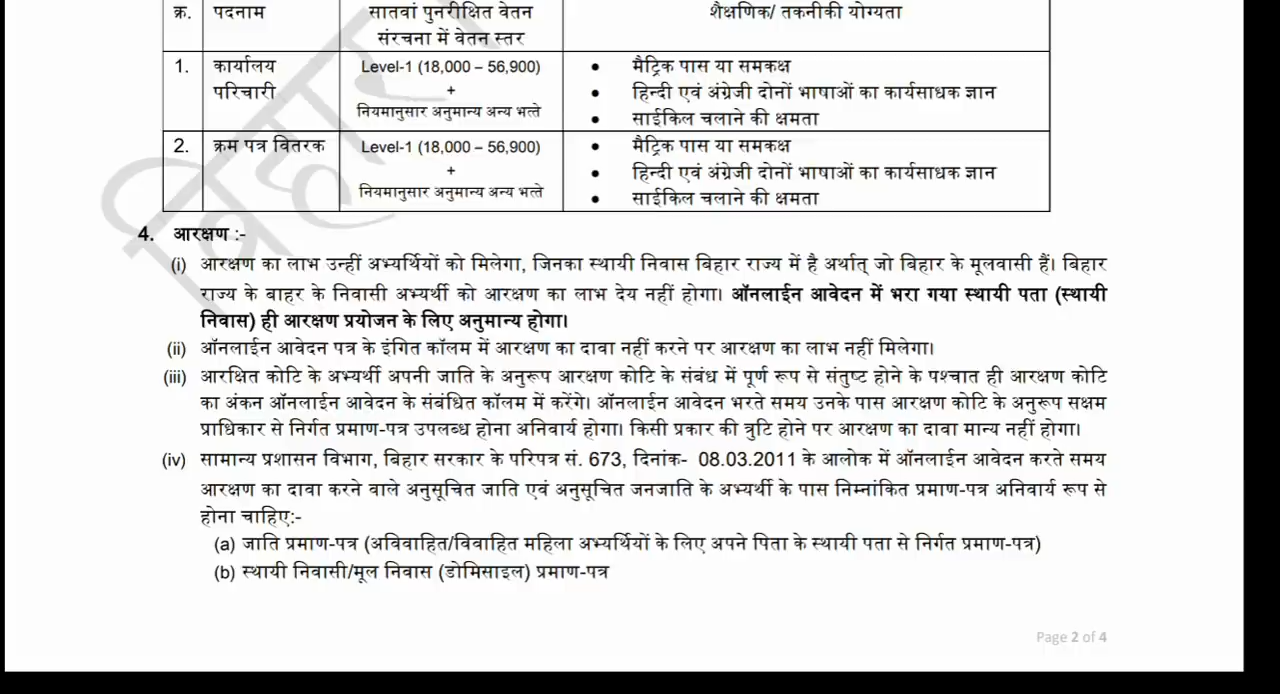 क्र. पदनाम सातवां पुनरीक्षित वेतन शैक्षणिक/ तकनीकी योग्यता
संरचना में वेतन स्तर
1. कार्यालय Level-1 (18,000 – 56,900) • मैट्रिक पास या समकक्ष
परिचारी + • हिन्दी एवं अंग्रेजी दोनों भाषाओं का कार्यसाधक ज्ञान
नियमानुसार अनुमान्य अन्य भत्ते • साईकिल चलाने की क्षमता
2. क्रम पत्र वितरक Level-1 (18,000 – 56,900) • मैट्रिक पास या समकक्ष
+ • हिन्दी एवं अंग्रेजी दोनों भाषाओं का कार्यसाधक ज्ञान
नियमानुसार अनुमान्य अन्य भत्ते • साईकिल चलाने की क्षमता
4. आरक्षण :-
(i) आरक्षण का लाभ उन्हीं अभ्यर्थियों को मिलेगा, जिनका स्थायी निवास बिहार राज्य में है अर्थात् जो बिहार के मूलवासी हैं। बिहार
राज्य के बाहर के निवासी अभ्यर्थी को आरक्षण का लाभ देय नहीं होगा। ऑनलाईन आवेदन में भरा गया स्थायी पता (स्थायी
निवास) ही आरक्षण प्रयोजन के लिए अनुमान्य होगा।
(ii) ऑनलाईन आवेदन पत्र के इंगित कॉलम में आरक्षण का दावा नहीं करने पर आरक्षण का लाभ नहीं मिलेगा।
(iii) आरक्षित कोटि के अभ्यर्थी अपनी जाति के अनुरूप आरक्षण कोटि के संबंध में पूर्ण रूप से संतुष्ट होने के पश्चात ही आरक्षण कोटि
का अंकन ऑनलाईन आवेदन के संबंधित कॉलम में करेंगे। ऑनलाईन आवेदन भरते समय उनके पास आरक्षण कोटि के अनुरूप सक्षम
प्राधिकार से निर्गत प्रमाण-पत्र उपलब्ध होना अनिवार्य होगा। किसी प्रकार की त्रुटि होने पर आरक्षण का दावा मान्य नहीं होगा।
(iv) सामान्य प्रशासन विभाग, बिहार सरकार के परिपत्र सं. 673, दिनांक- 08.03.2011 के आलोक में ऑनलाईन आवेदन करते समय
आरक्षण का दावा करने वाले अनुसूचित जाति एवं अनुसूचित जनजाति के अभ्यर्थी के पास निम्नांकित प्रमाण-पत्र अनिवार्य रूप से
होना चाहिए:-
(a) जाति प्रमाण-पत्र (अविवाहित/विवाहित महिला अभ्यर्थियों के लिए अपने पिता के स्थायी पता से निर्गत प्रमाण-पत्र)
(b) स्थायी निवासी/मूल निवास (डोमिसाइल) प्रमाण-पत्र
Page 2 of 4
बिहार